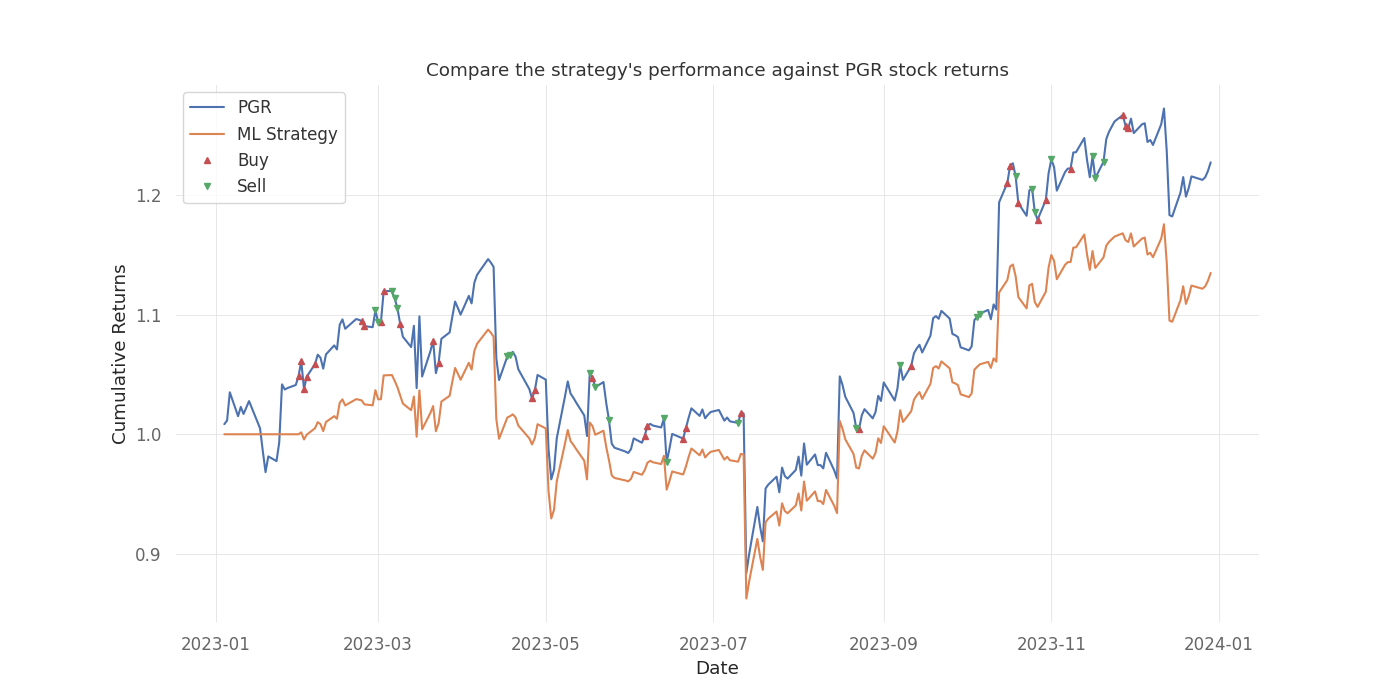 Compare the strategy's performance against PGR stock returns
PGR
ML Strategy
Buy
Sell
Cumulative Returns
1.2
1.1
1.0
0.9
2023-01
2023-03
2023-05
2023-07
2023-09
2023-11
2024-01
Date